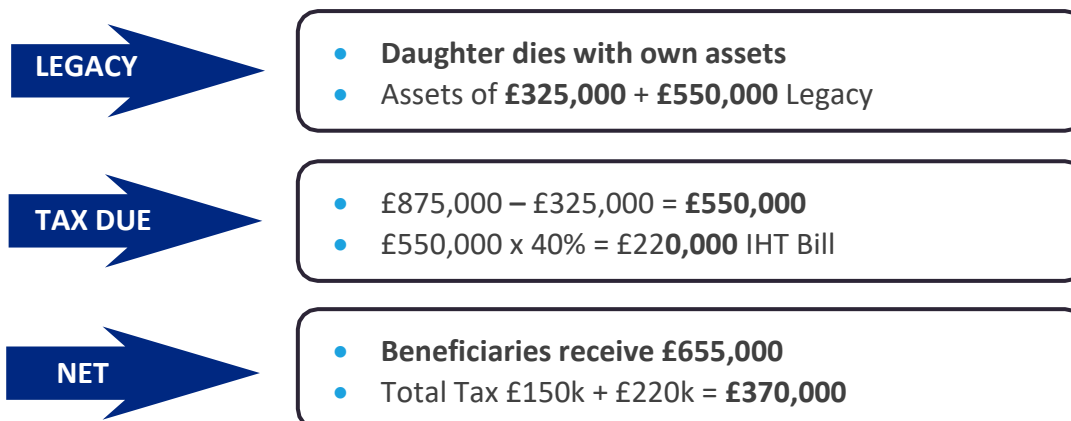 LEGACY
• Daughter dies with own assets
• Assets of £325,000 + £550,000 Legacy
TAX DUE
• £875,000 – £325,000 = £550,000
• £550,000 x 40% = £220,000 IHT Bill
NET
• Beneficiaries receive £655,000
• Total Tax £150k + £220k = £370,000